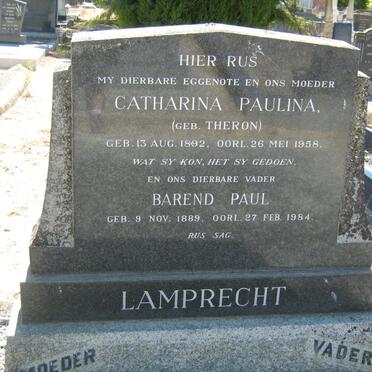 HIER RUS
MY DIERBARE EGGENOTE EN ONS MOEDER
CATHARINA PAULINA,
(GEB. THERON)
GEB. 13 AUG. 1892, OORL. 26 MEI 1958.
WAT SY KON, HET SY GEDOEN,
EN ONS DIERBARE VADER
BAREND PAUL
GEB. 9 NOV. 1889, OORL. 27 FEB. 1984.
RUS SAG.
LAMPRECHT
MOEDER VADER